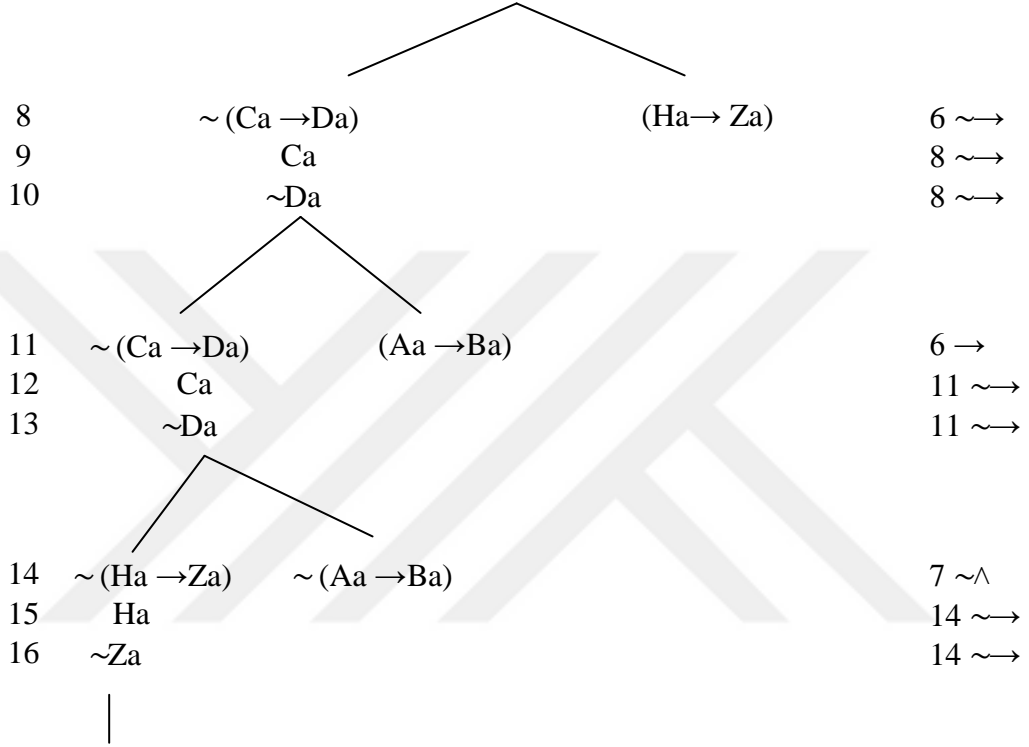 8 ~ (Ca →Da) (Ha→ Za) 6 ~→
9 Ca 8 ~→
10 ~Da 8 ~→
11 ~ (Ca →Da) (Aa →Ba) 6 →
12 Ca 11 ~→
13 ~Da 11 ~→
14 ~ (Ha →Za) ~ (Aa →Ba) 7 ~∧
15 Ha 14 ~→
16 ~Za 14 ~→